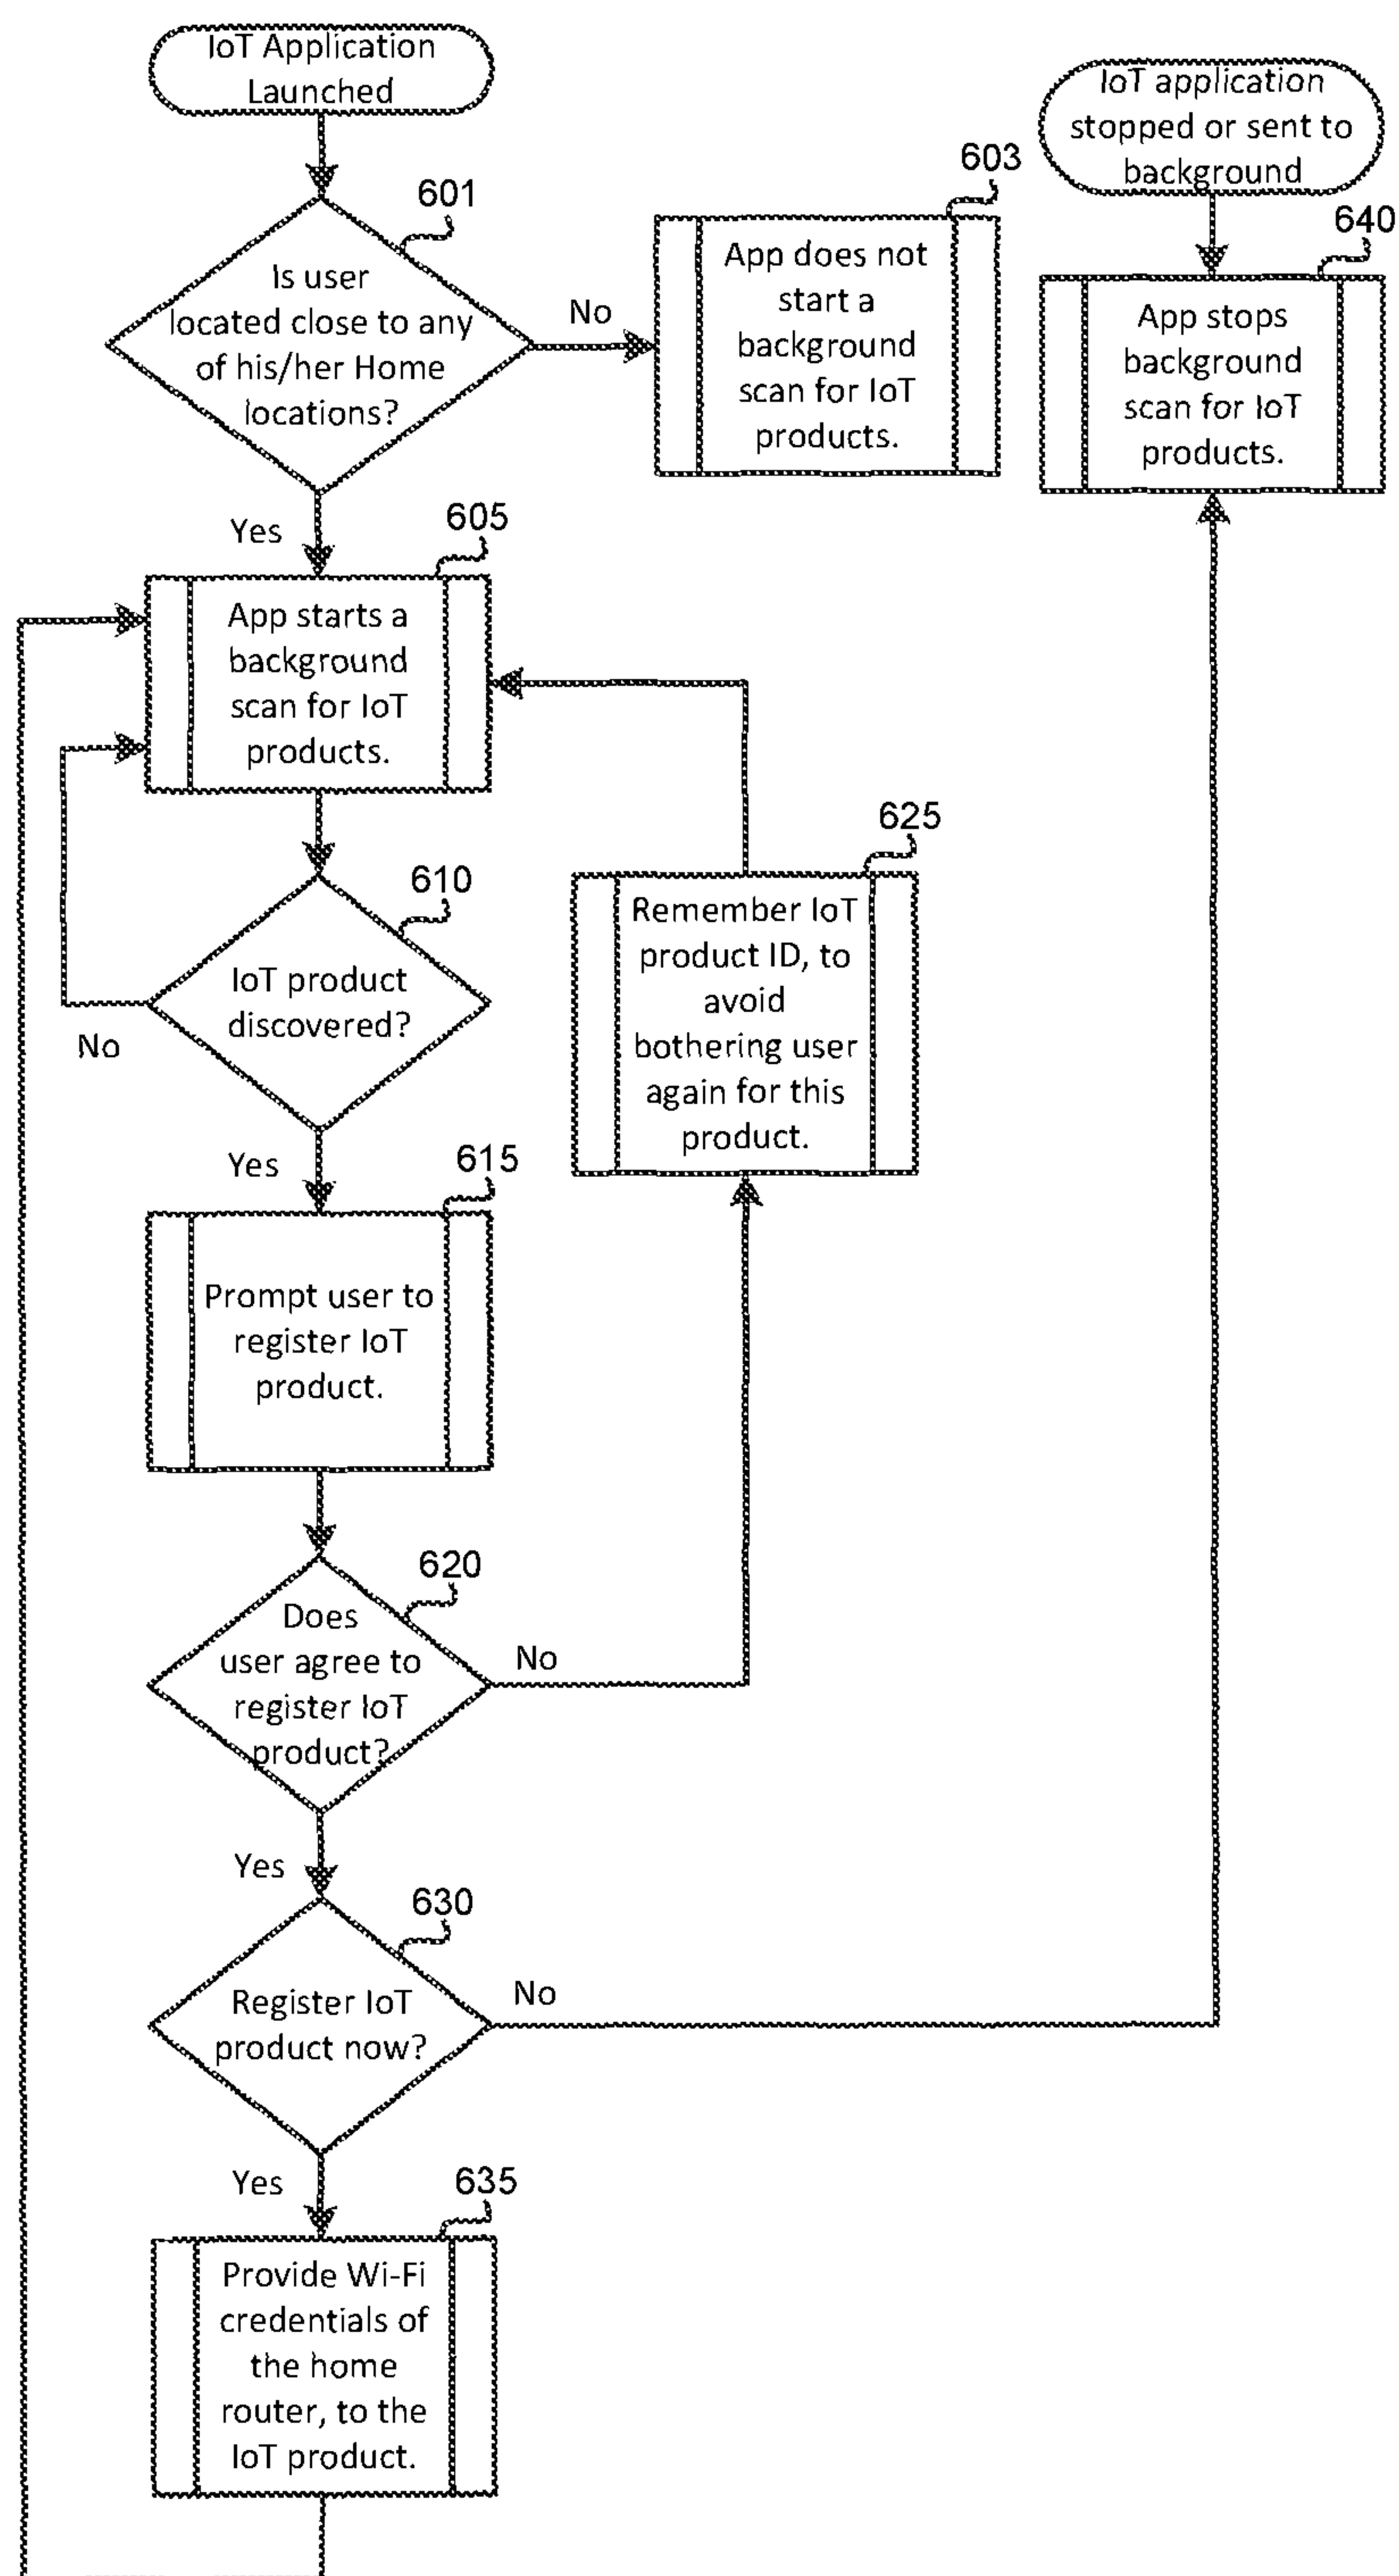 IoT Application
Launched
601
Is user
located close to any
of his/her Home
locations?
No
603
App does not
start a
background
scan for IoT
products.
IoT application
stopped or sent to
background
640
App stops
background
scan for IoT
products.
Yes
605
App starts a
background
scan for IoT
products.
610
IoT product
discovered?
No
625
Remember IoT
product ID, to
avoid
bothering user
again for this
product.
Yes
615
Prompt user to
register IoT
product.
620
Does
user agree to
register IoT
product?
No
Yes
630
Register IoT
product now?
No
Yes
635
Provide Wi-Fi
credentials of
the home
router, to the
IoT product.